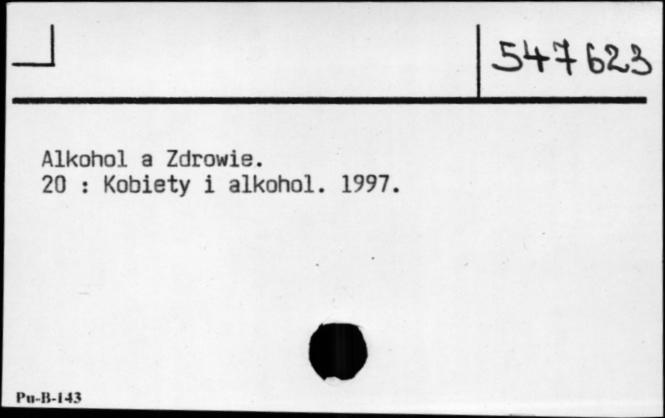 547623
Alkohol a Zdrowie.
20 : Kobiety i alkohol. 1997.
Pu-B-143